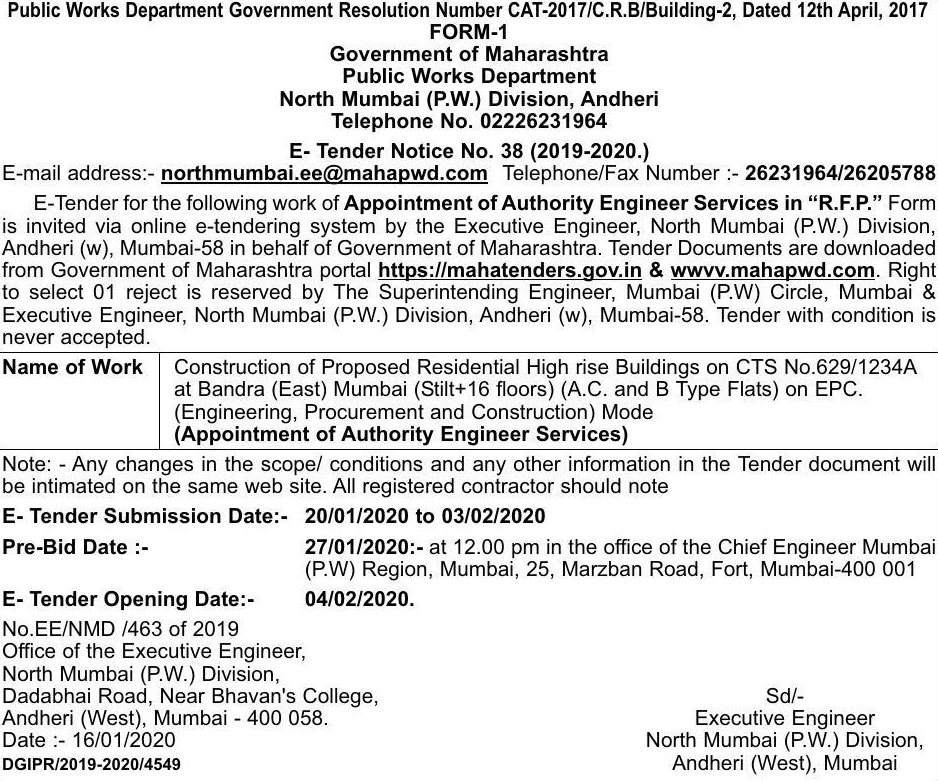 Public Works Department Government Resolution Number CAT-2017/C.R.B/Building-2, Dated 12th April, 2017
FORM-1
Government of Maharashtra
Public Works Department
North Mumbai (P.W.) Division, Andheri
Telephone No. 02226231964
E- Tender Notice No. 38 (2019-2020.)
E-mail address:- northmumbai.ee@mahapwd.com Telephone/Fax Number :- 26231964/26205788
E-Tender for the following work of Appointment of Authority Engineer Services in “R.F.P.” Form
is invited via online e-tendering system by the Executive Engineer, North Mumbai (P.W.) Division,
Andheri (w), Mumbai-58 in behalf of Government of Maharashtra. Tender Documents are downloaded
from Government of Maharashtra portal https://mahatenders.gov.in & wwvv.mahapwd.com. Right
to select 01 reject is reserved by The Superintending Engineer, Mumbai (P.W) Circle, Mumbai &
Executive Engineer, North Mumbai (P.W.) Division, Andheri (w), Mumbai-58. Tender with condition is
never accepted.
Name of Work Construction of Proposed Residential High rise Buildings on CTS No.629/1234A
at Bandra (East) Mumbai (Stilt+16 floors) (A.C. and B Type Flats) on EPC.
(Engineering, Procurement and Construction) Mode
(Appointment of Authority Engineer Services)
Note: - Any changes in the scope/ conditions and any other information in the Tender document will
be intimated on the same web site. All registered contractor should note
E- Tender Submission Date:- 20/01/2020 to 03/02/2020
Pre-Bid Date :- 27/01/2020:- at 12.00 pm in the office of the Chief Engineer Mumbai
(P.W) Region, Mumbai, 25, Marzban Road, Fort, Mumbai-400 001
E- Tender Opening Date:- 04/02/2020.
No.EE/NMD /463 of 2019
Office of the Executive Engineer,
North Mumbai (P.W.) Division,
Dadabhai Road, Near Bhavan's College,
Andheri (West), Mumbai - 400 058.
Date :- 16/01/2020
DGIPR/2019-2020/4549
Sd/-
Executive Engineer
North Mumbai (P.W.) Division,
Andheri (West), Mumbai